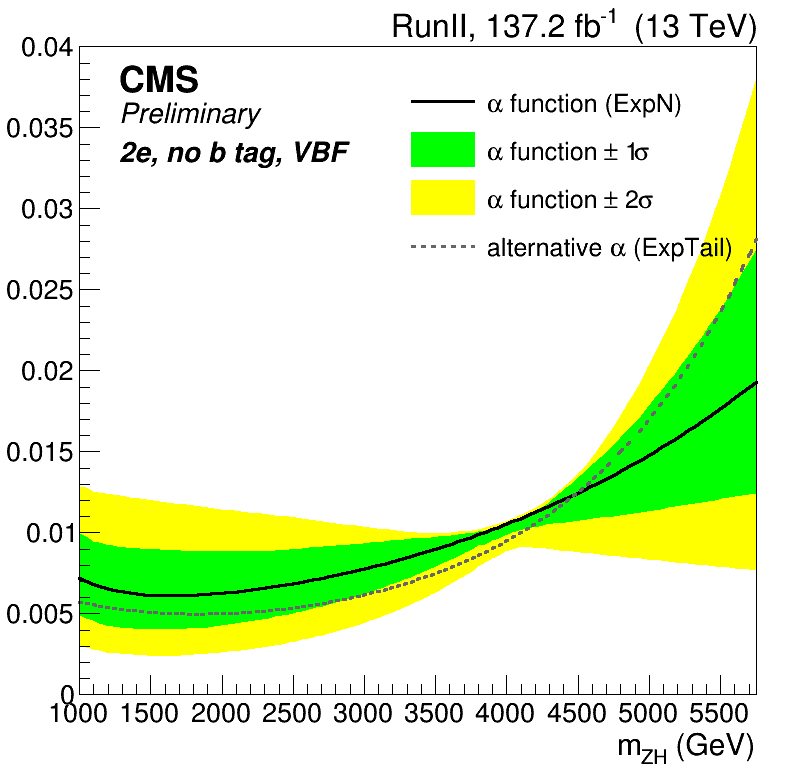 RunII, 137.2 fb-1 (13 TeV)
CMS
Preliminary
2e, no b tag, VBF
α function (ExpN)
α function ± 1σ
α function ± 2σ
alternative α (ExpTail)
0.04
0.035
0.03
0.025
0.02
0.015
0.01
0.005
0
1000 1500 2000 2500 3000 3500 4000 4500 5000 5500
mZH (GeV)